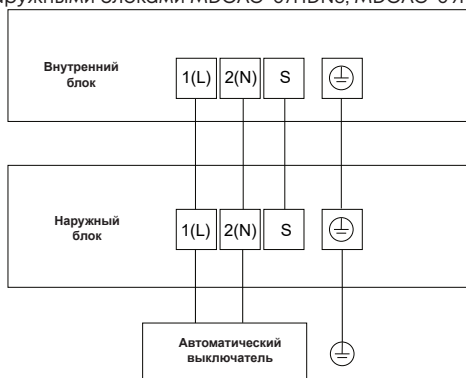 Внутренний
блок
1(L) 2(N) S
Наружный
блок
1(L) 2(N) S
Автоматический
выключатель